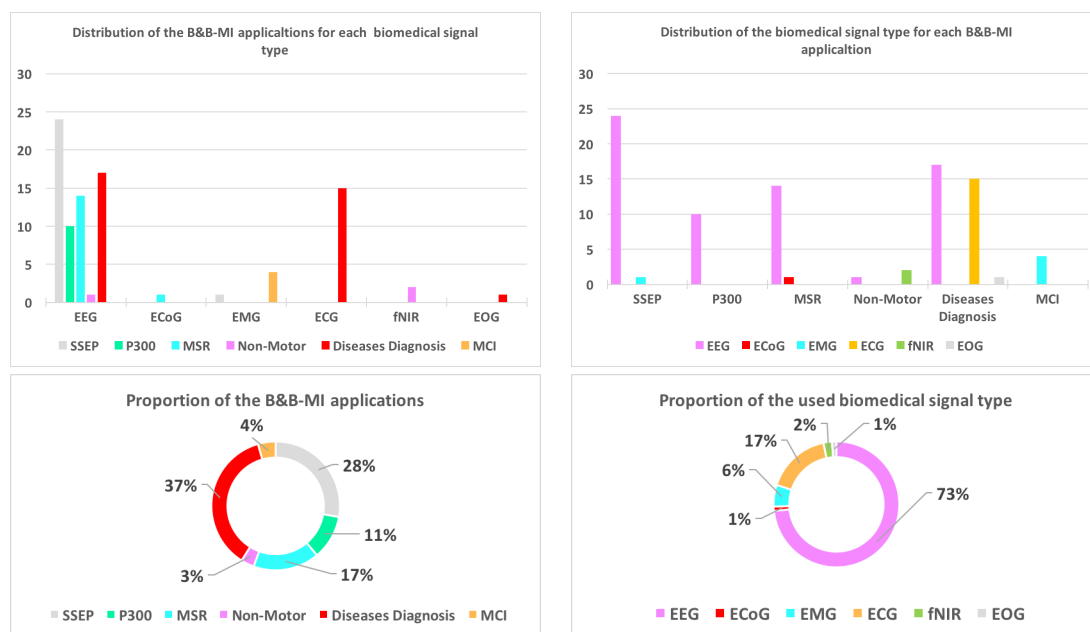 Distribution of the B&B-MI applicaltions for each biomedical signal
type
30
25
20
15
10
5
0
EEG ECoG EMG ECG fNIR EOG
SSEP P300 MSR Non-Motor Diseases Diagnosis MCI
Distribution of the biomedical signal type for each B&B-MI
applicaltion
30
25
20
15
10
5
0
SSEP P300 MSR Non-Motor Diseases MCI
Diagnosis
EEG ECoG EMG ECG fNIR EOG
Proportion of the B&B-MI applications
4%
28%
37%
11%
17%
3%
SSEP P300 MSR Non-Motor Diseases Diagnosis MCI
Proportion of the used biomedical signal type
2% 1%
17%
6%
73%
1%
EEG ECoG EMG ECG fNIR EOG